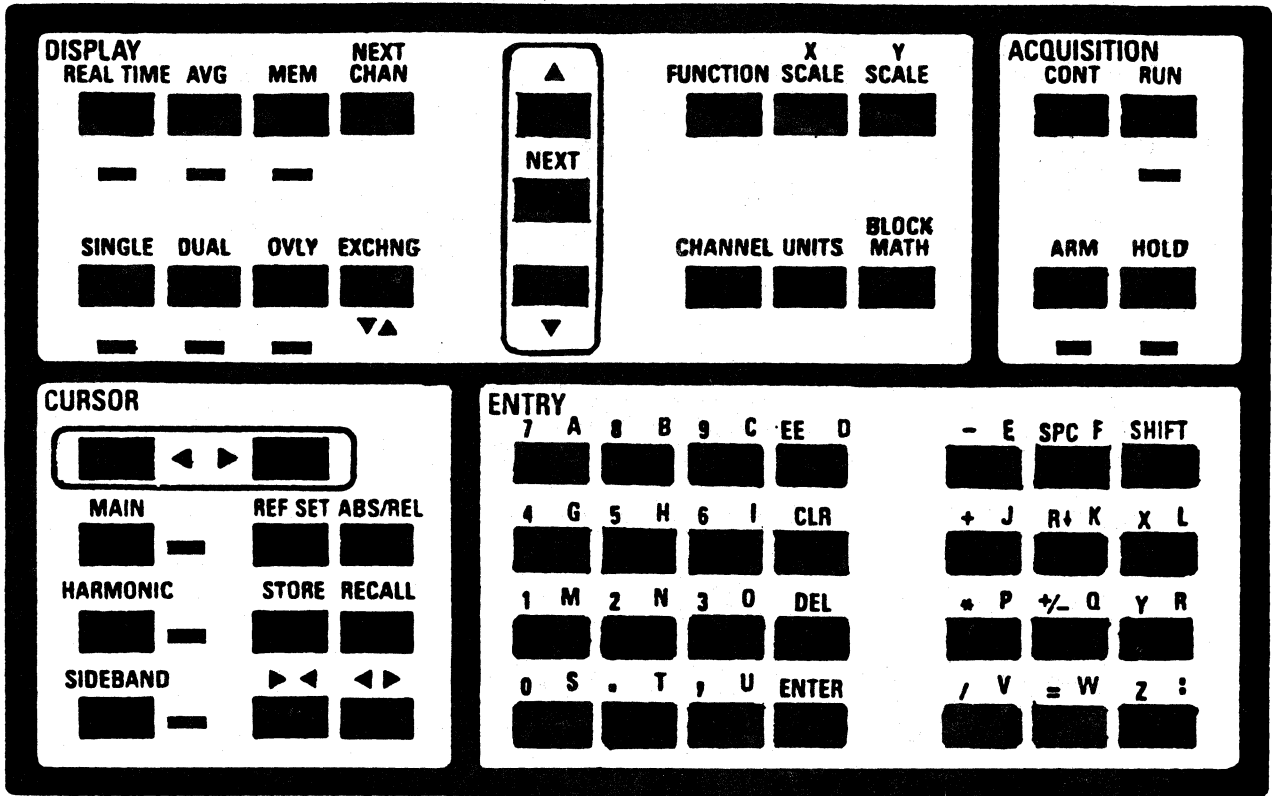 DISPLAY
REAL TIME AVG MEM NEXT CHAN
▲
NEXT
▼
FUNCTION X SCALE Y SCALE
SINGLE DUAL OVLY EXCHNG
▼▲
CHANNEL UNITS BLOCK MATH
ACQUISITION
CONT RUN
ARM HOLD
CURSOR
◀ ▶
MAIN REF SET ABS/REL
HARMONIC STORE RECALL
SIDEBAND ▶ ◀ ◀ ▶
ENTRY
7 A 8 B 9 C EE D - E SPC F SHIFT
4 G 5 H 6 I CLR + J R↓ K X L
1 M 2 N 3 O DEL * P +/- Q Y R
0 S . T , U ENTER / V = W Z :